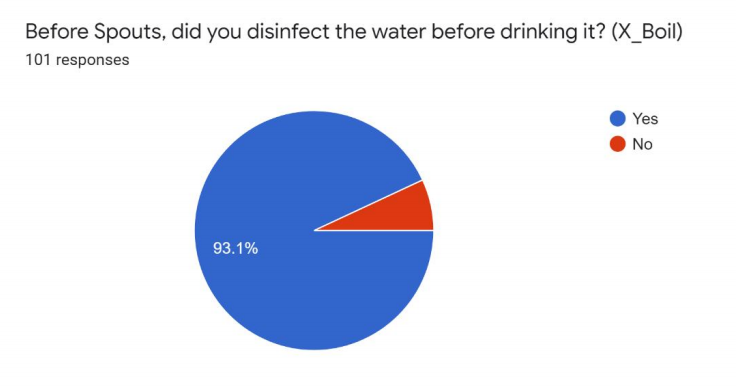 Before Spouts, did you disinfect the water before drinking it? (X_Boil)
101 responses
Yes
No
93.1%